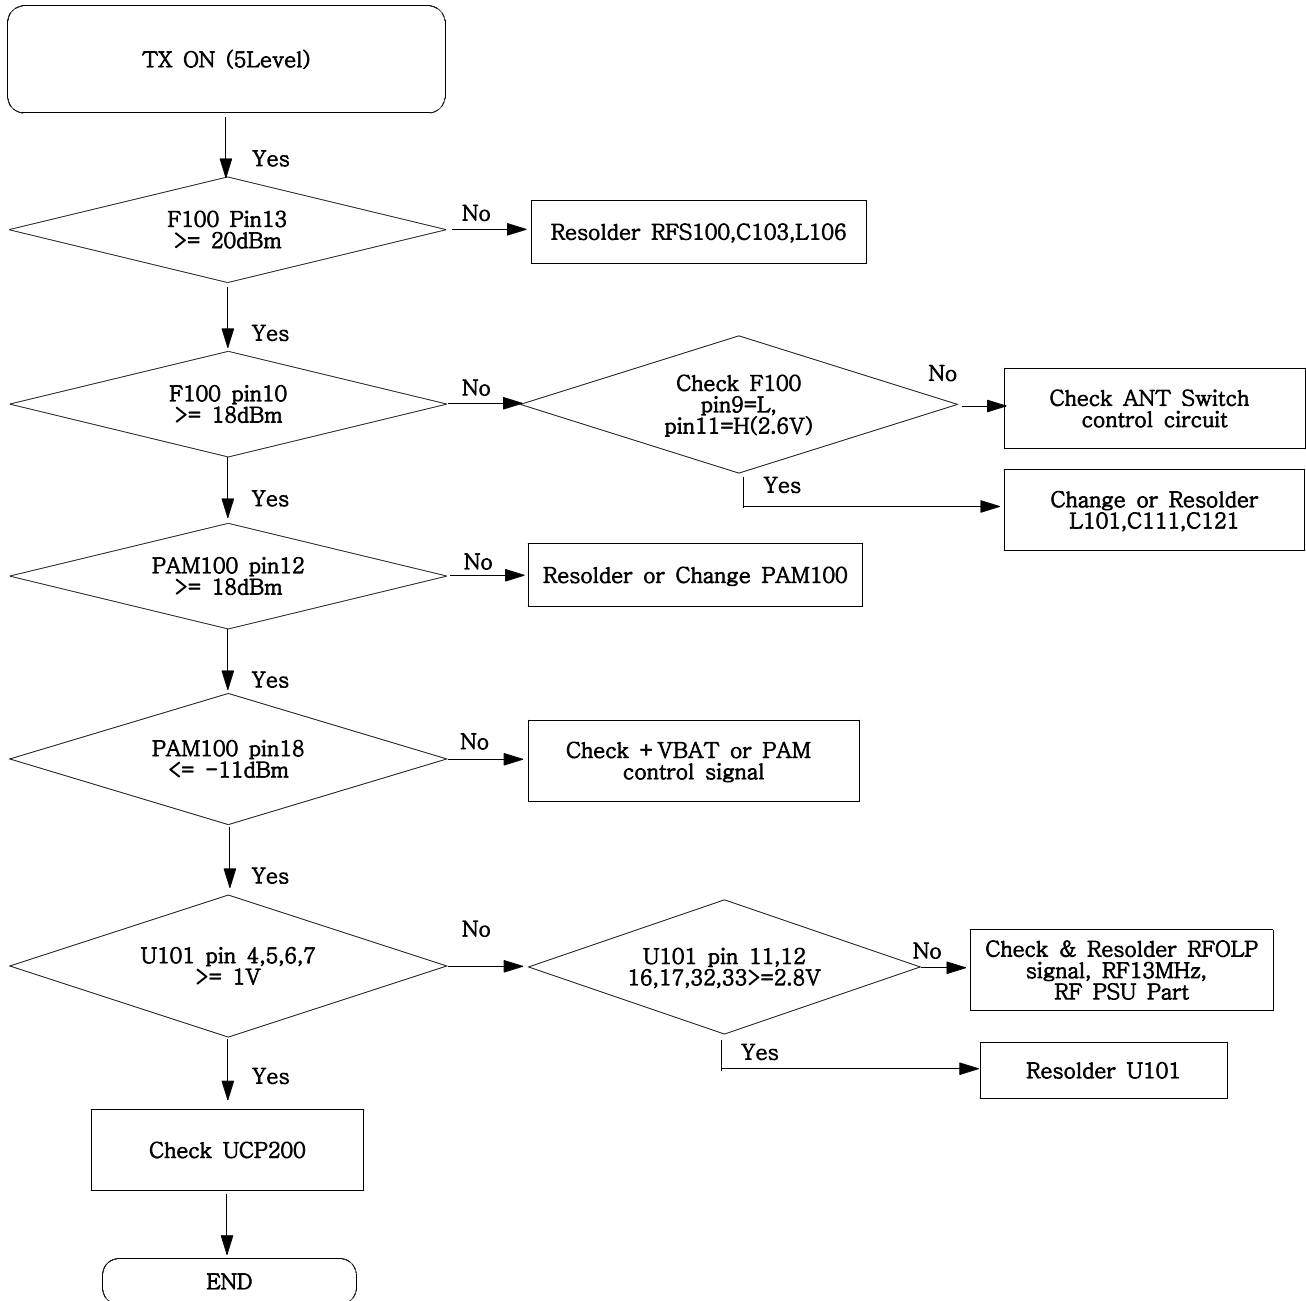 TX ON (5Level)
Yes
F100 Pin13
>= 20dBm
No
Resolder RFS100,C103,L106
Yes
F100 pin10
>= 18dBm
No
Check F100
pin9=L,
pin11=H(2.6V)
No
Check ANT Switch
control circuit
Yes
Change or Resolder
L101,C111,C121
Yes
PAM100 pin12
>= 18dBm
No
Resolder or Change PAM100
Yes
PAM100 pin18
<= -11dBm
No
Check +VBAT or PAM
control signal
Yes
U101 pin 4,5,6,7
>= 1V
No
U101 pin 11,12
16,17,32,33>=2.8V
No
Check & Resolder RFOLP
signal, RF13MHz,
RF PSU Part
Yes
Resolder U101
Yes
Check UCP200
END